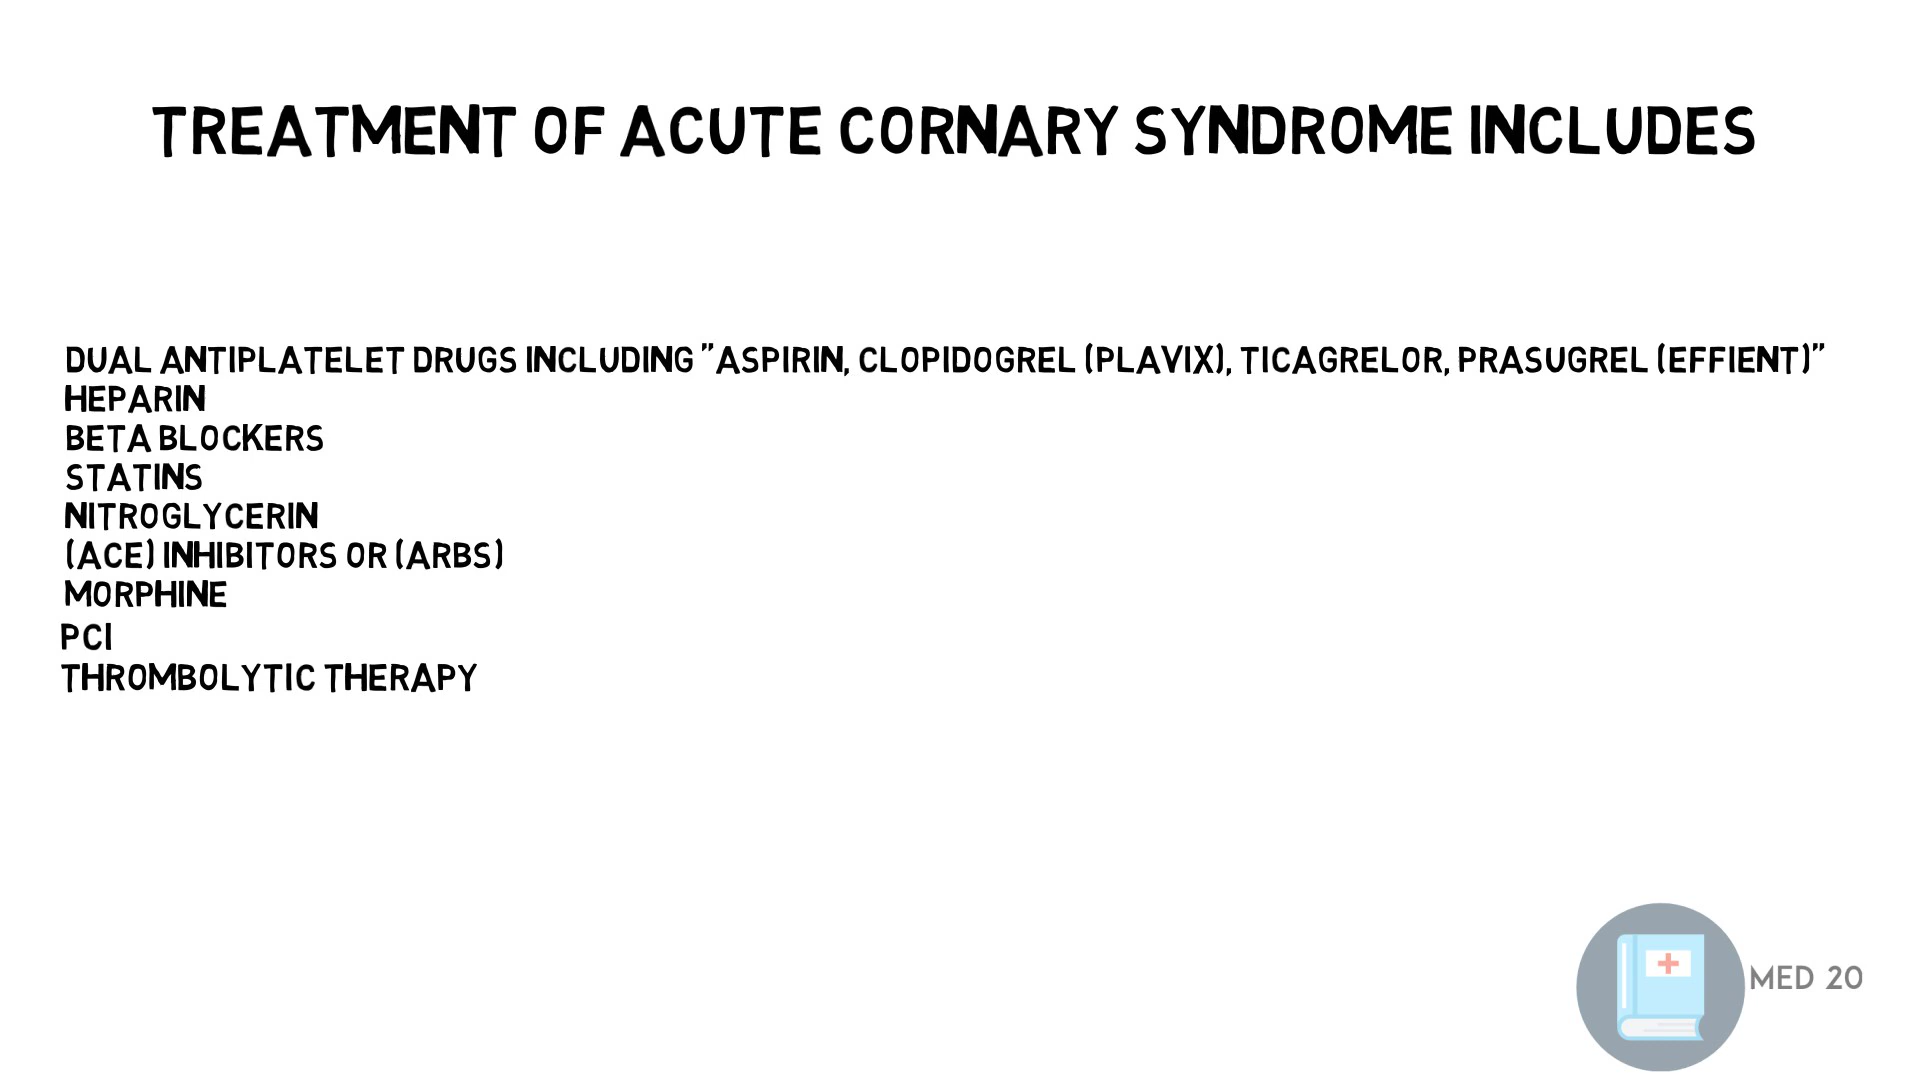 TREATMENT OF ACUTE CORNARY SYNDROME INCLUDES
DUAL ANTIPLATELET DRUGS INCLUDING "ASPIRIN, CLOPIDOGREL (PLAVIX), TICAGRELOR, PRASUGREL (EFFIENT)"
HEPARIN
BETA BLOCKERS
STATINS
NITROGLYCERIN
(ACE) INHIBITORS OR (ARBS)
MORPHINE
PCI
THROMBOLYTIC THERAPY
MED 20